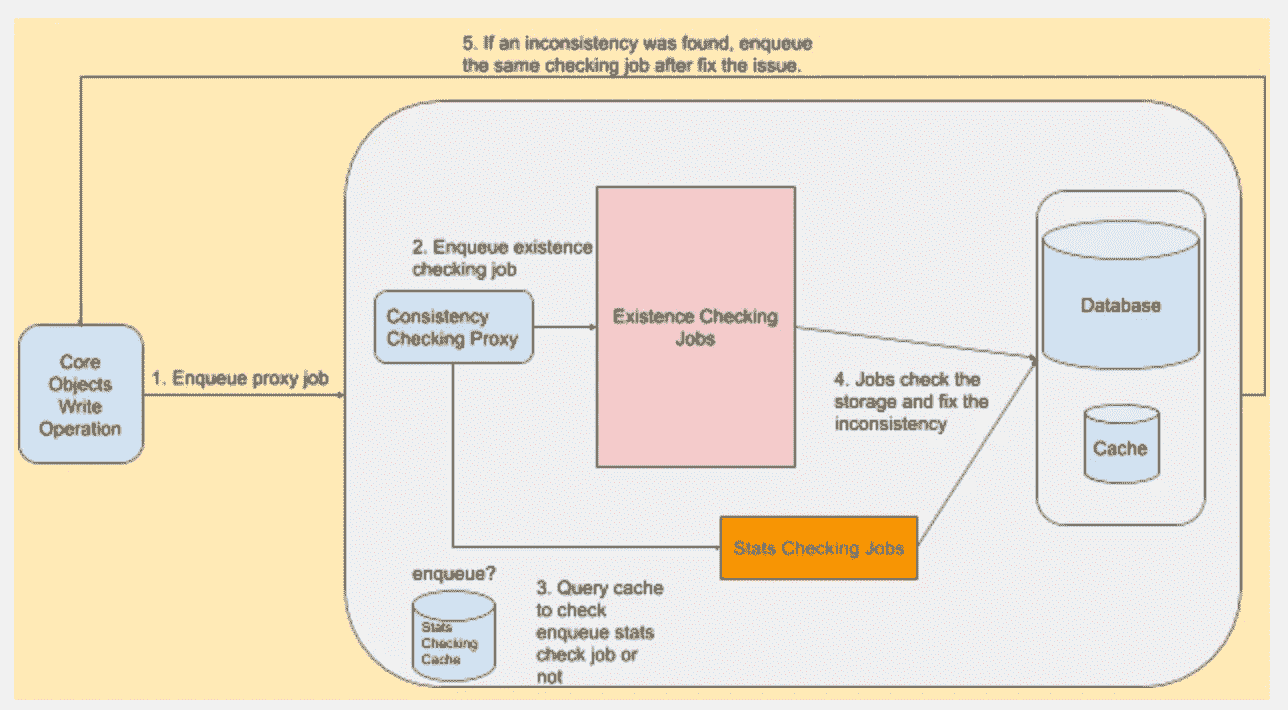 5. If an inconsistency was found, enqueue
the same checking job after fix the issue.
2. Enqueue existence
checking job
Consistency
Checking Proxy
Existence Checking
Jobs
Database
Core
Objects
Write
Operation
1. Enqueue proxy job
4. Jobs check the
storage and fix the
inconsistency
Cache
Stats Checking Jobs
enqueue?
Stats
Checking
Cache
3. Query cache
to check
enqueue stats
check job or
not